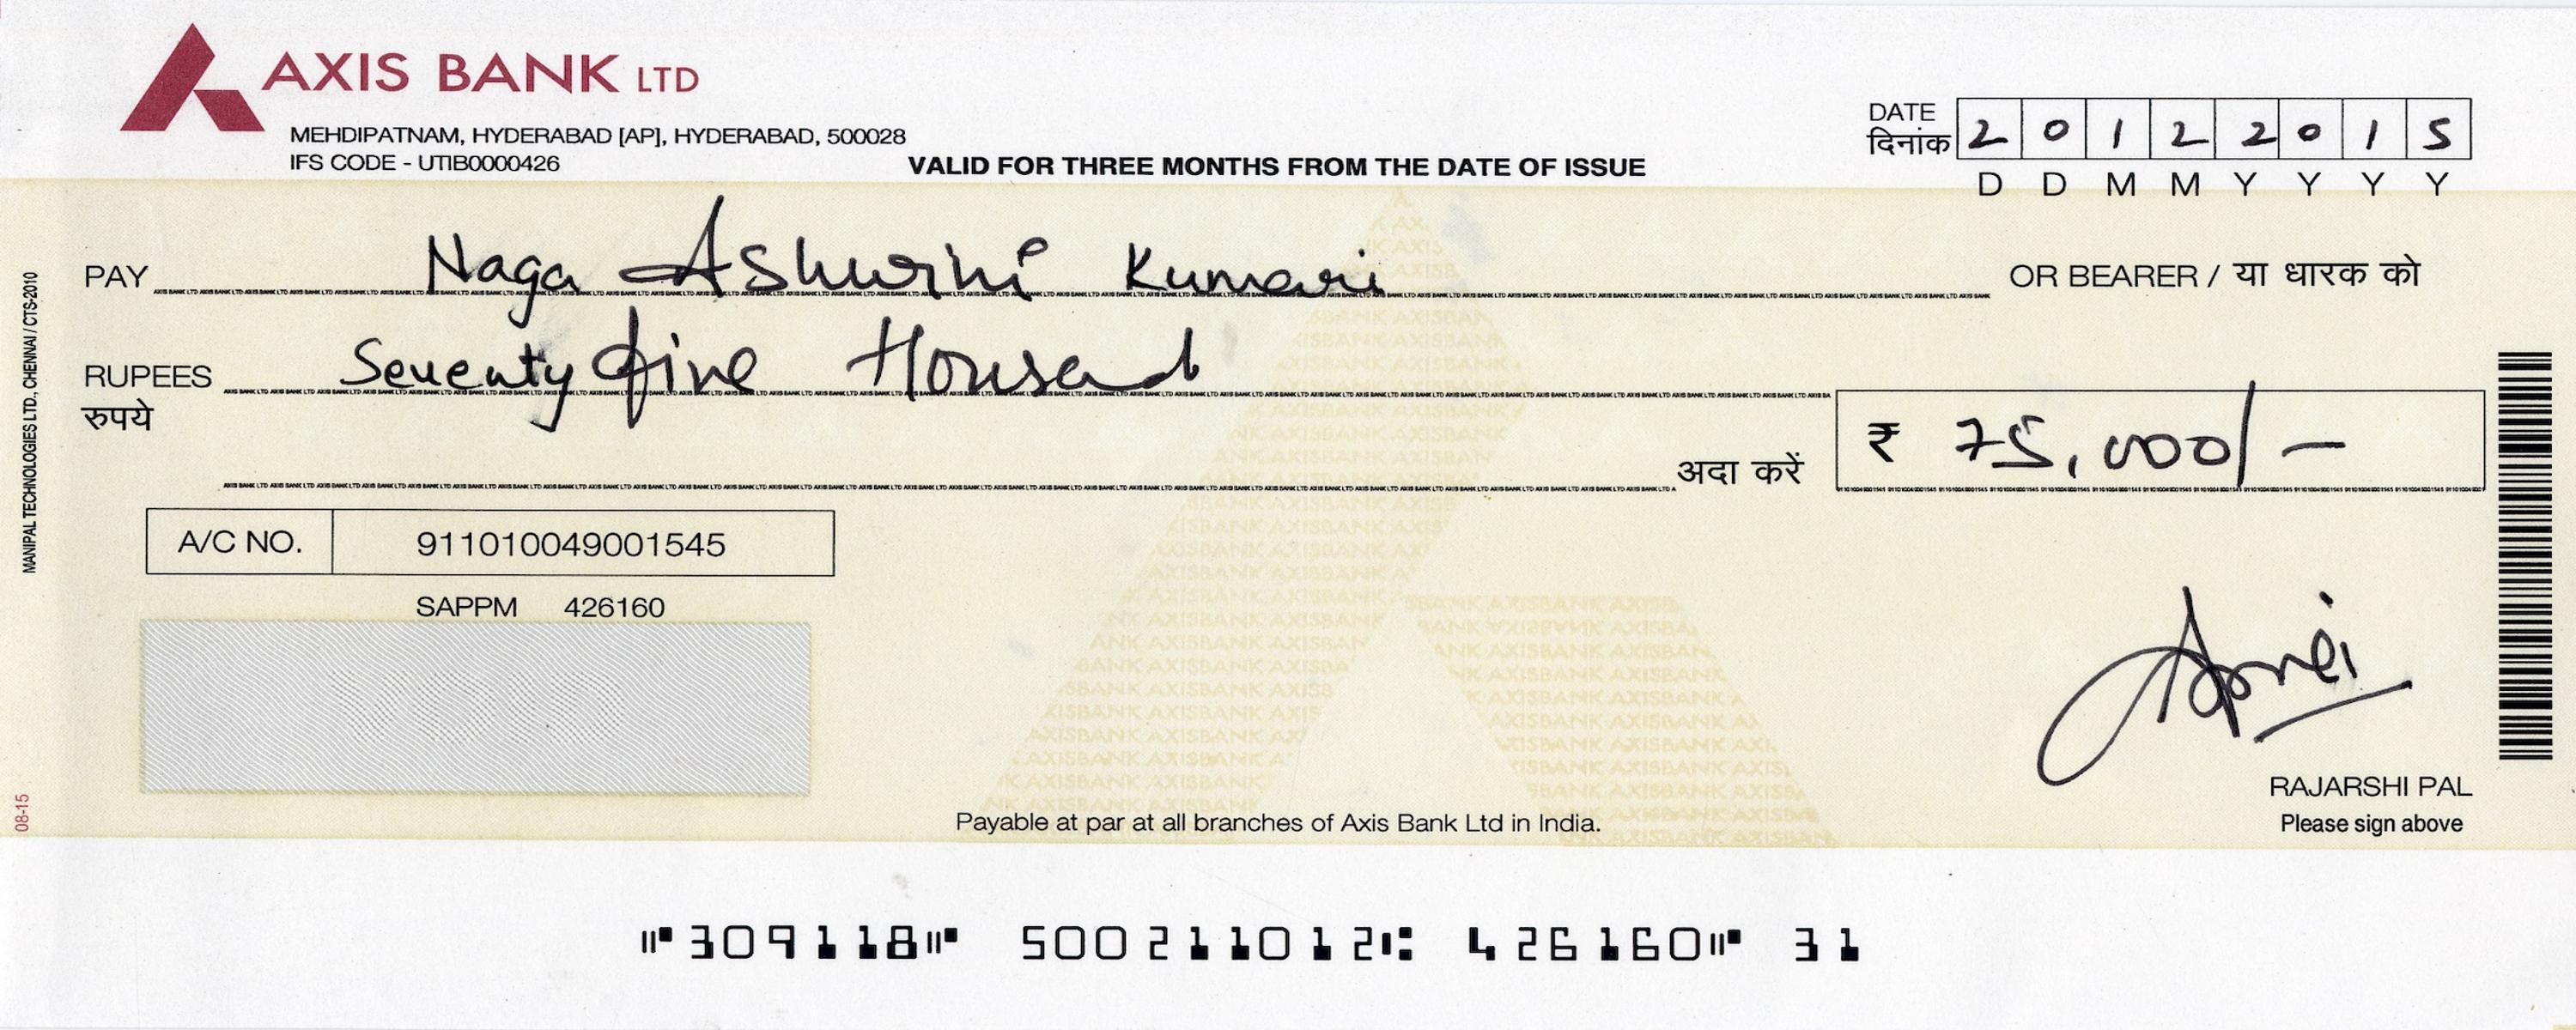 AXIS BANK LTD
MEHDIPATNAM, HYDERABAD [AP], HYDERABAD, 500028
IFS CODE - UTIB0000426
VALID FOR THREE MONTHS FROM THE DATE OF ISSUE
DATE
दिनांक 2 0 1 2 2 0 1 5
D D M M Y Y Y Y
PAY Naga Ashwini Kumari OR BEARER / या धारक को
RUPEES Seventy five Thousand
रुपये
अदा करें ₹ 75,000/-
A/C NO. 911010049001545
SAPPM 426160
RAJARSHI PAL
Please sign above
Payable at par at all branches of Axis Bank Ltd in India.
MANIPAL TECHNOLOGIES LTD., CHENNAI / CTS-2010
08-15
⑈309118⑈ 500211012⑆ 426160⑈ 31